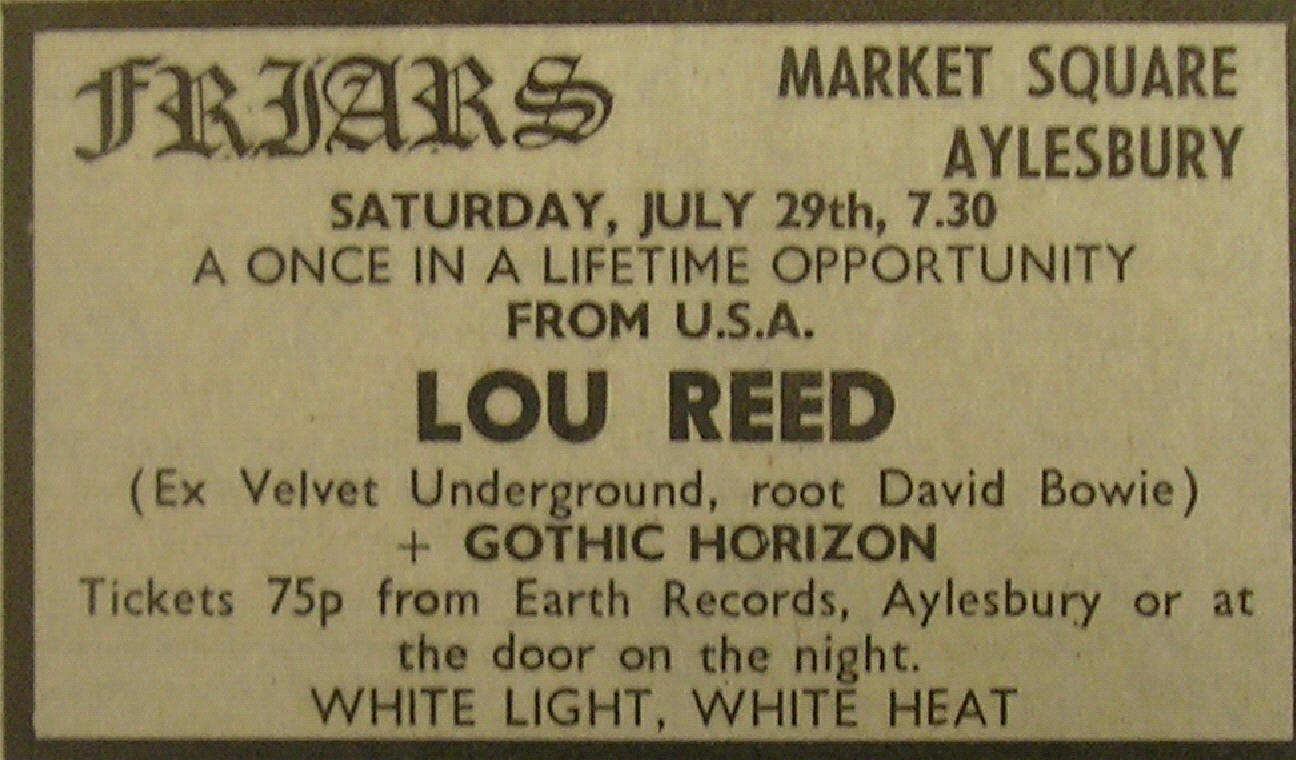 FRIARS
MARKET SQUARE
AYLESBURY
SATURDAY, JULY 29th, 7.30
A ONCE IN A LIFETIME OPPORTUNITY
FROM U.S.A.
LOU REED
(Ex Velvet Underground, root David Bowie)
+ GOTHIC HORIZON
Tickets 75p from Earth Records, Aylesbury or at
the door on the night.
WHITE LIGHT, WHITE HEAT